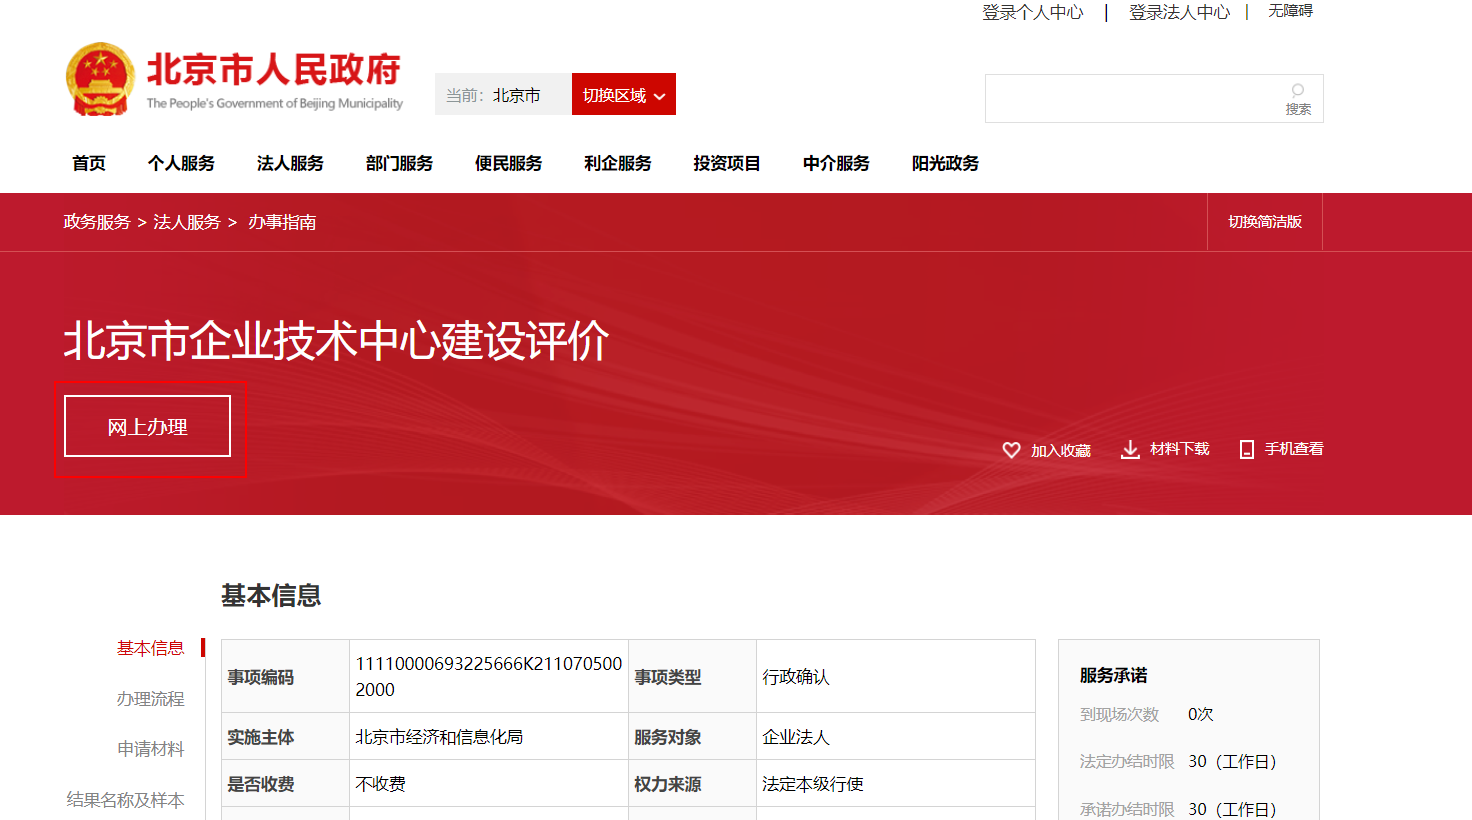 登录个人中心 | 登录法人中心 | 无障碍
北京市人民政府
The People's Government of Beijing Municipality
当前：北京市 切换区域
搜索
首页 个人服务 法人服务 部门服务 便民服务 利企服务 投资项目 中介服务 阳光政务
政务服务 > 法人服务 > 办事指南 切换简洁版
北京市企业技术中心建设评价
网上办理
加入收藏 材料下载 手机查看
基本信息
基本信息
办理流程
申请材料
结果名称及样本
事项编码 11110000693225666K211070500
2000 事项类型 行政确认
实施主体 北京市经济和信息化局 服务对象 企业法人
是否收费 不收费 权力来源 法定本级行使
服务承诺
到现场次数 0次
法定办结时限 30（工作日）
承诺办结时限 30（工作日）